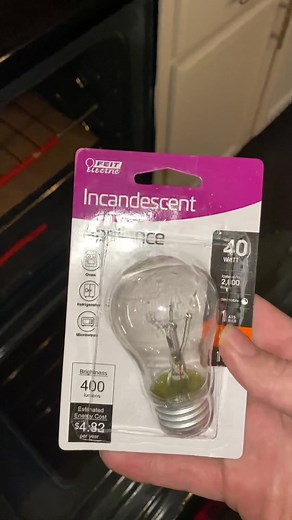 FEIT
electric
Incandescent
Appliance
40
WATT
Oven
2,000
Refrigerator
1
Microwave
Brightness
400
lumens
Estimated
Energy Cost
$4.82
per year